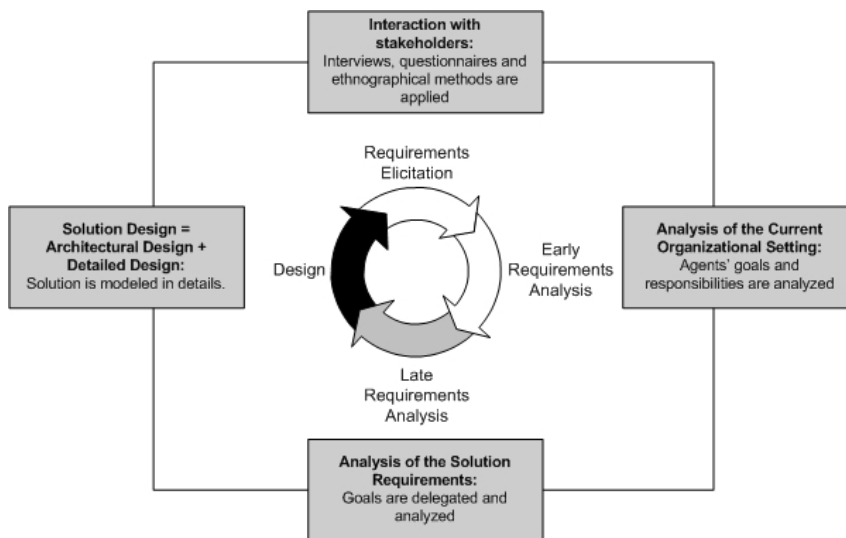 Interaction with
stakeholders:
Interviews, questionnaires and
ethnographical methods are
applied
Requirements
Elicitation
Solution Design =
Architectural Design +
Detailed Design:
Solution is modeled in details.
Design
Early
Requirements
Analysis
Analysis of the Current
Organizational Setting:
Agents' goals and
responsibilities are analyzed
Late
Requirements
Analysis
Analysis of the Solution
Requirements:
Goals are delegated and
analyzed